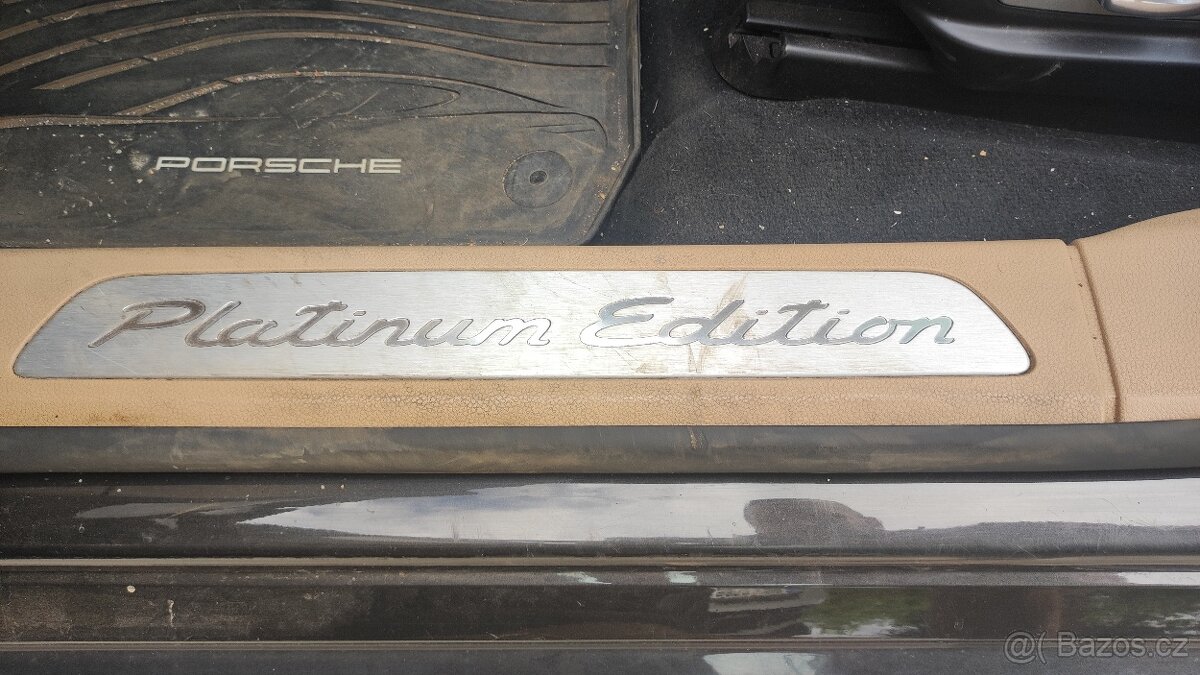 PORSCHE
Platinum Edition
@( Bazos.cz